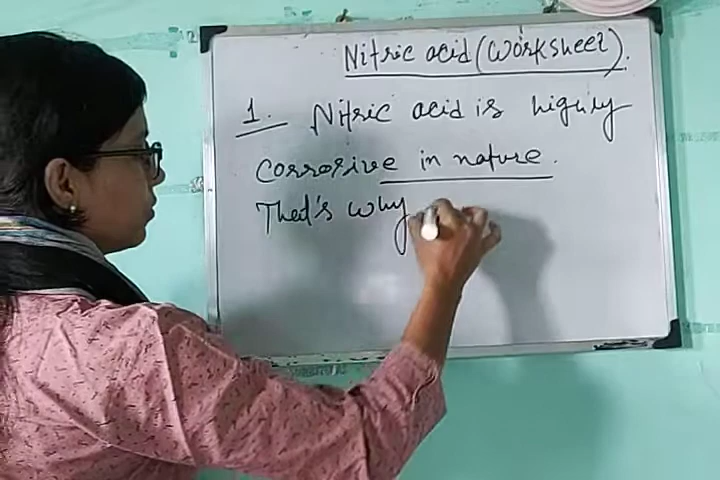 Nitric acid (Worksheet).
1. Nitric acid is highly
corrosive in nature.
That's why